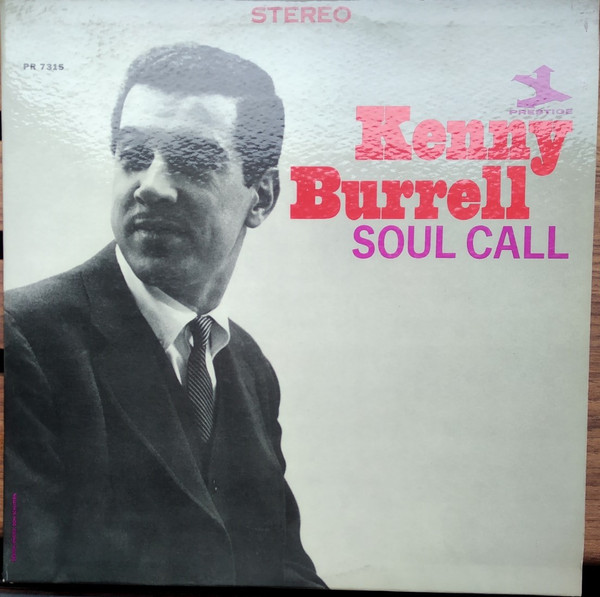 STEREO
PR 7315
PRESTIGE
Kenny
Burrell
SOUL CALL